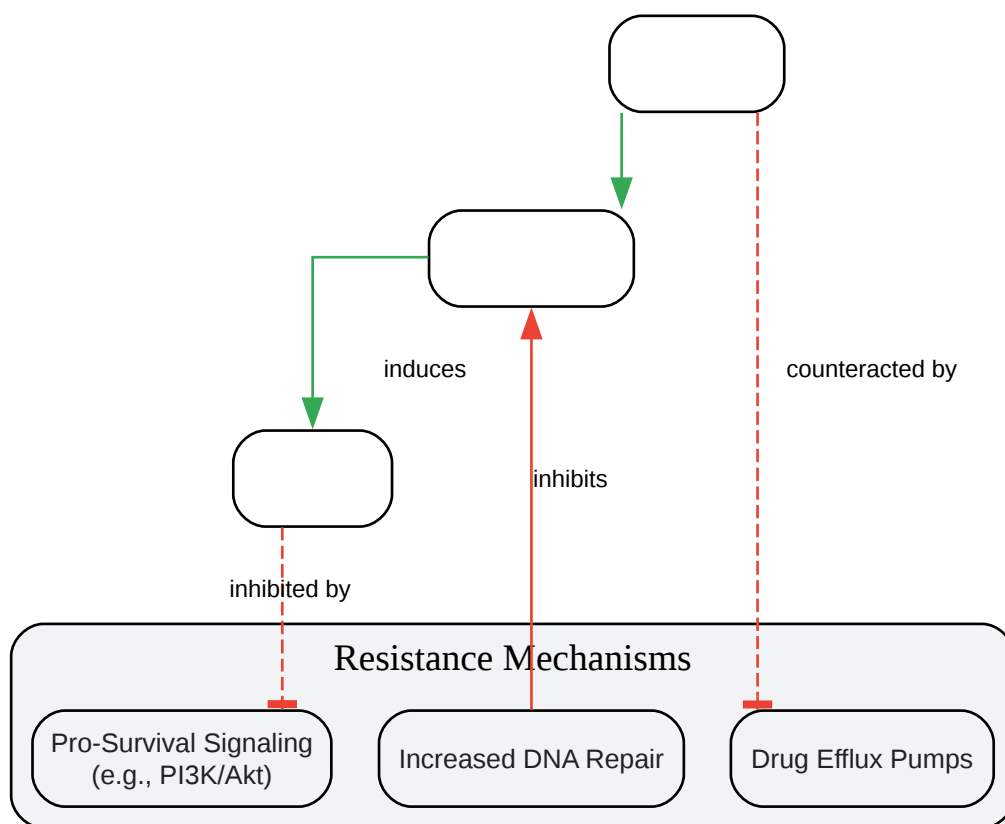 induces
counteracted by
inhibits
inhibited by
Resistance Mechanisms
Pro-Survival Signaling
(e.g., PI3K/Akt)
Increased DNA Repair
Drug Efflux Pumps